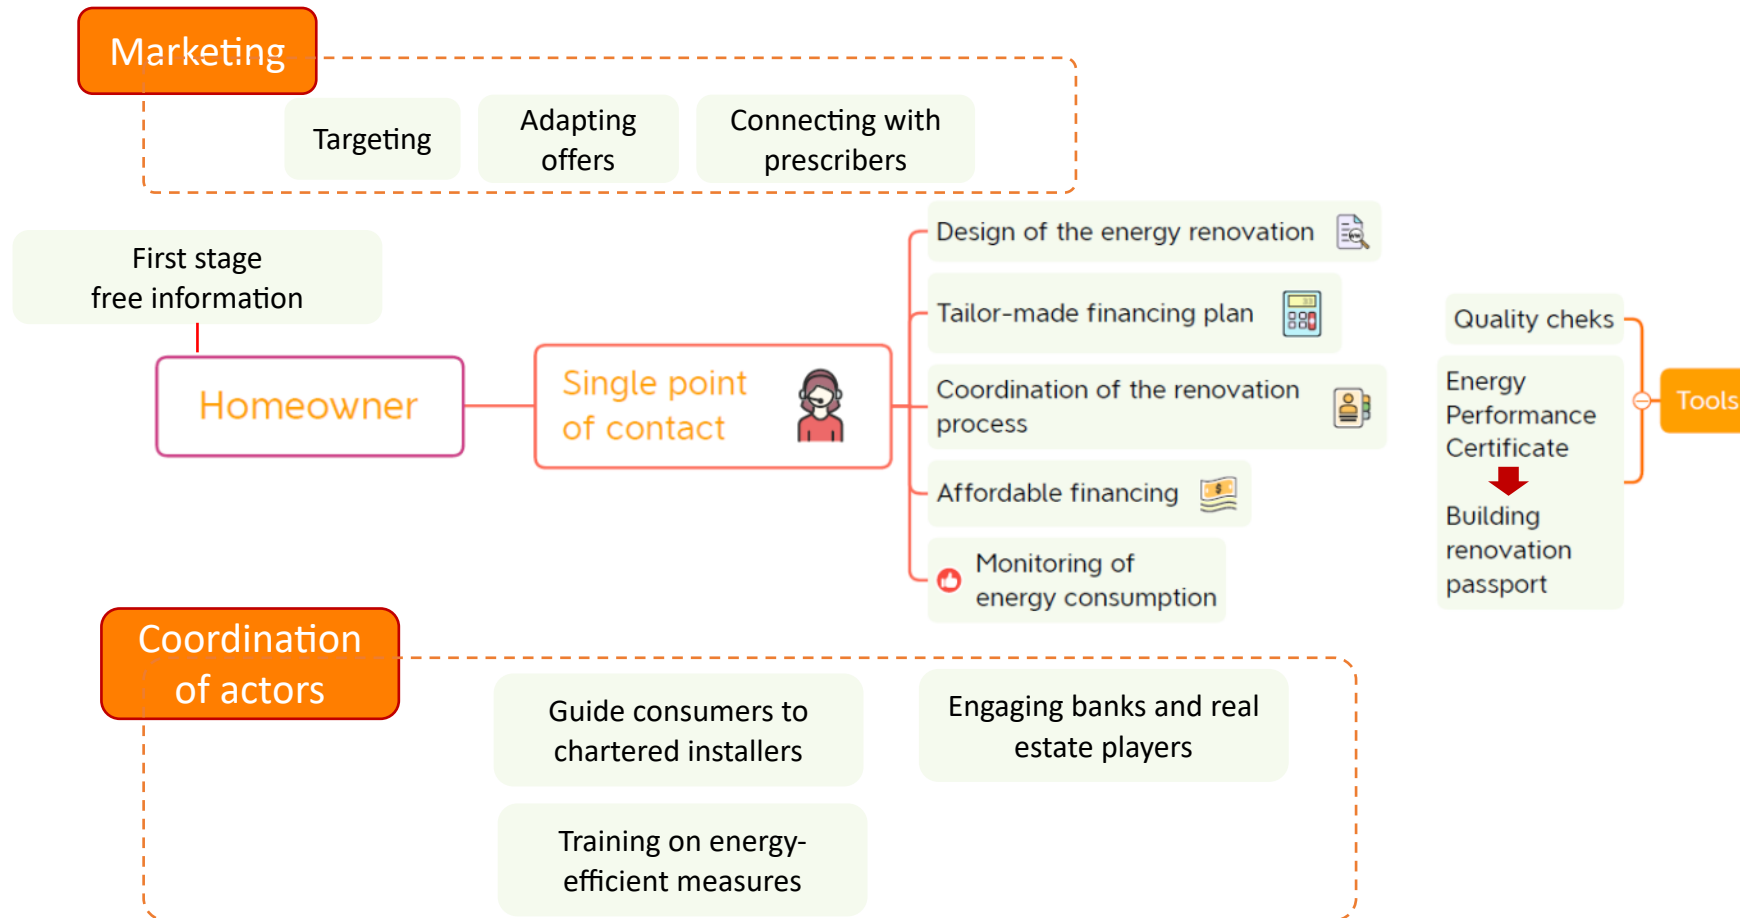 Marketing
Targeting
Adapting
offers
Connecting with
prescribers
First stage
free information
Homeowner
Single point
of contact
Design of the energy renovation
Tailor-made financing plan
Coordination of the renovation
process
Affordable financing
Monitoring of
energy consumption
Quality cheks
Energy
Performance
Certificate
Building
renovation
passport
Tools
Coordination
of actors
Guide consumers to
chartered installers
Engaging banks and real
estate players
Training on energy-
efficient measures